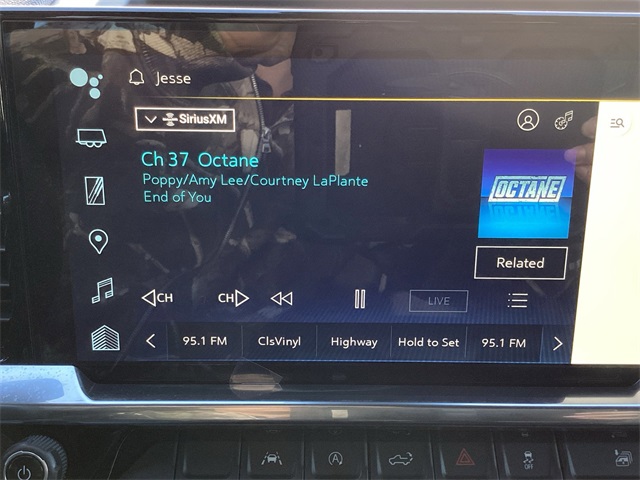 Jesse
SiriusXM
Ch 37 Octane
Poppy/Amy Lee/Courtney LaPlante
End of You
OCTANE
Related
CH
CH
LIVE
95.1 FM
ClsVinyl
Highway
Hold to Set
95.1 FM
A
OFF